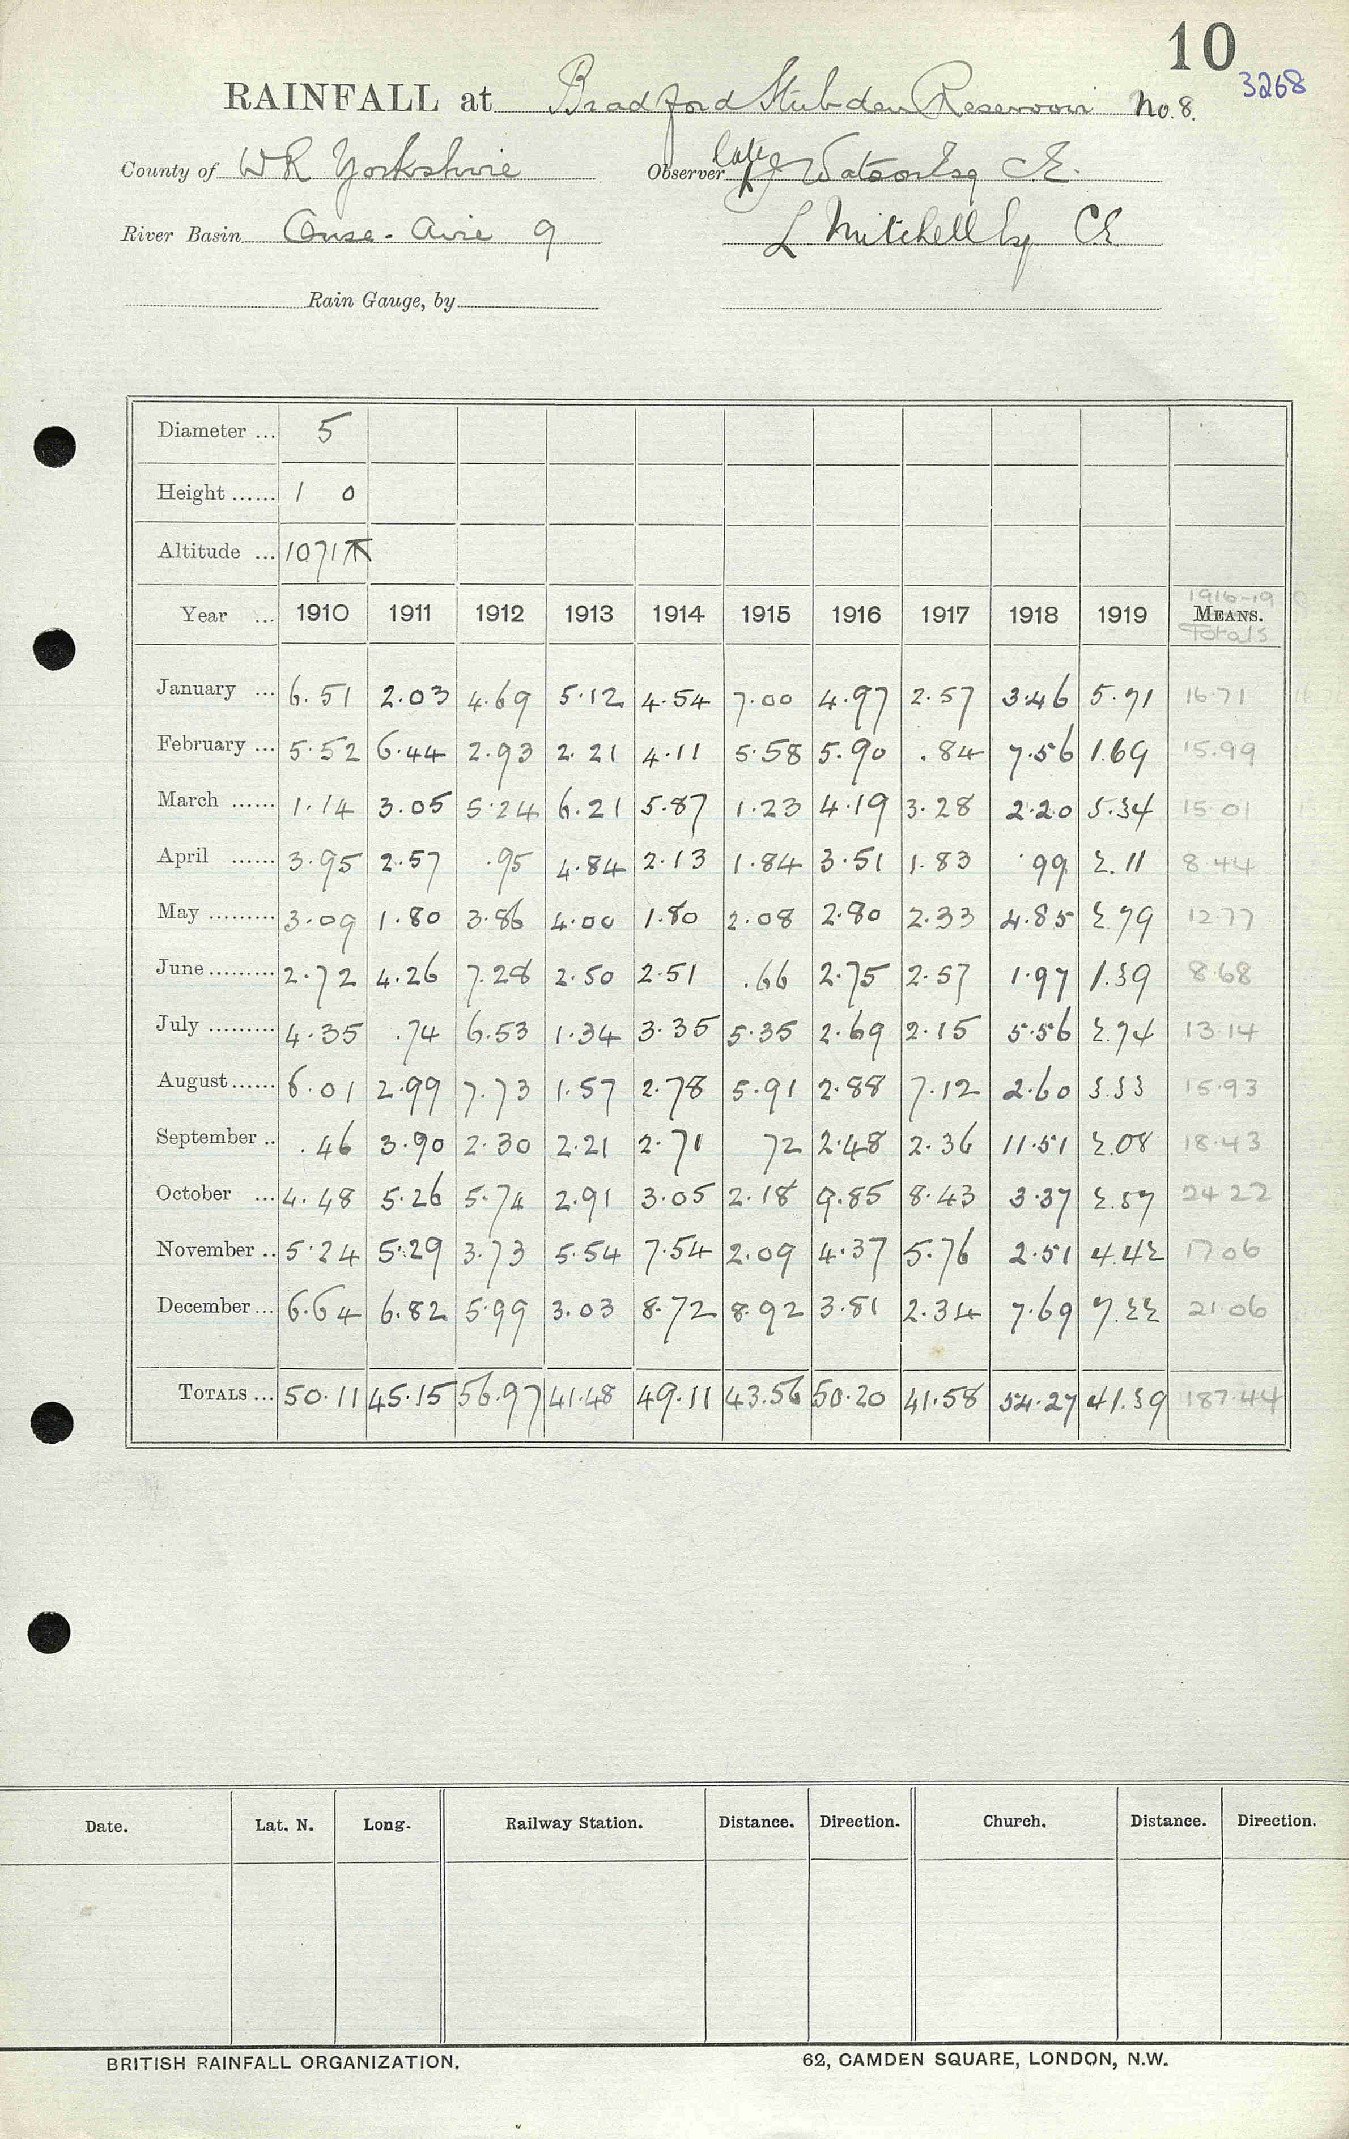 10
3268
RAINFALL at Bradford Stubden Reservoir No. 8.
County of W R Yorkshire Observer late J Watson Esq C.E.
River Basin Ouse - Aire 9 L Mitchell Esq CE
Rain Gauge, by
Diameter ... 5
Height ...... 1 0
Altitude ... 1071
1916-19
Year ... 1910 1911 1912 1913 1914 1915 1916 1917 1918 1919 MEANS.
Totals
January ... 6.51 2.03 4.69 5.12 4.54 7.00 4.97 2.57 3.46 5.71 16.71
February ... 5.52 6.44 2.93 2.21 4.11 5.58 5.90 .84 7.56 1.69 15.99
March ...... 1.14 3.05 5.24 6.21 5.87 1.23 4.19 3.28 2.20 5.34 15.01
April ...... 3.95 2.57 .95 4.84 2.13 1.84 3.51 1.83 .99 2.11 8.44
May ......... 3.09 1.80 3.86 4.00 1.80 2.08 2.80 2.33 4.85 2.79 12.77
June ......... 2.72 4.26 7.28 2.50 2.51 .66 2.75 2.57 1.97 1.39 8.68
July ......... 4.35 .74 6.53 1.34 3.35 5.35 2.69 2.15 5.56 2.74 13.14
August ...... 6.01 2.99 7.73 1.57 2.78 5.91 2.88 7.12 2.60 3.33 15.93
September .. .46 3.90 2.30 2.21 2.71 72 2.48 2.36 11.51 2.08 18.43
October ... 4.48 5.26 5.74 2.91 3.05 2.18 9.85 8.43 3.37 2.57 24 22
November .. 5.24 5.29 3.73 5.54 7.54 2.09 4.37 5.76 2.51 4.42 17 06
December ... 6.64 6.82 5.99 3.03 8.72 8.92 3.81 2.34 7.69 7.22 21.06
TOTALS ... 50.11 45.15 56.97 41.48 49.11 43.56 50.20 41.58 54.27 41.39 187.44
Date. Lat. N. Long. Railway Station. Distance. Direction. Church. Distance. Direction.
BRITISH RAINFALL ORGANIZATION. 62, CAMDEN SQUARE, LONDON, N.W.